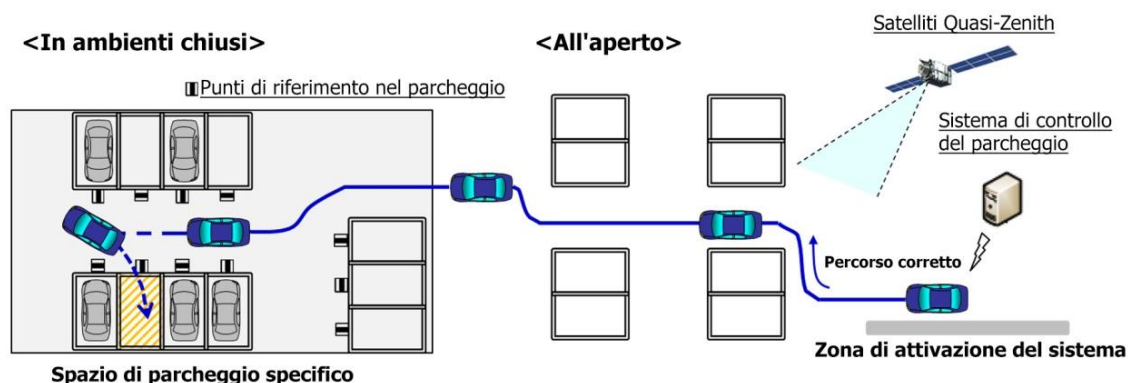 <In ambienti chiusi>
<All'aperto>
Satelliti Quasi-Zenith
Punti di riferimento nel parcheggio
Sistema di controllo
del parcheggio
Percorso corretto
Zona di attivazione del sistema
Spazio di parcheggio specifico